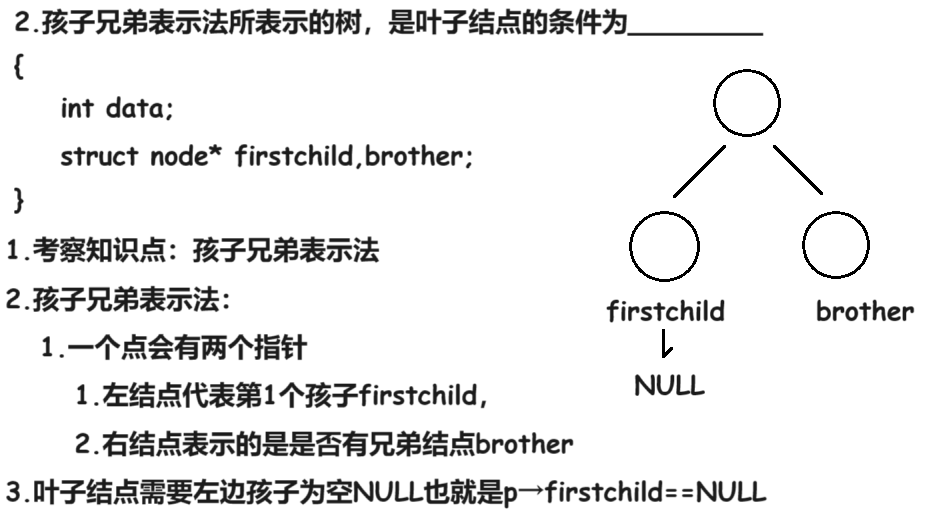 2.孩子兄弟表示法所表示的树，是叶子结点的条件为__________
{
int data;
struct node* firstchild,brother;
}
1.考察知识点：孩子兄弟表示法
2.孩子兄弟表示法：
1.一个点会有两个指针
1.左结点代表第1个孩子firstchild,
2.右结点表示的是是否有兄弟结点brother
3.叶子结点需要左边孩子为空NULL也就是p→firstchild==NULL
firstchild
brother
NULL